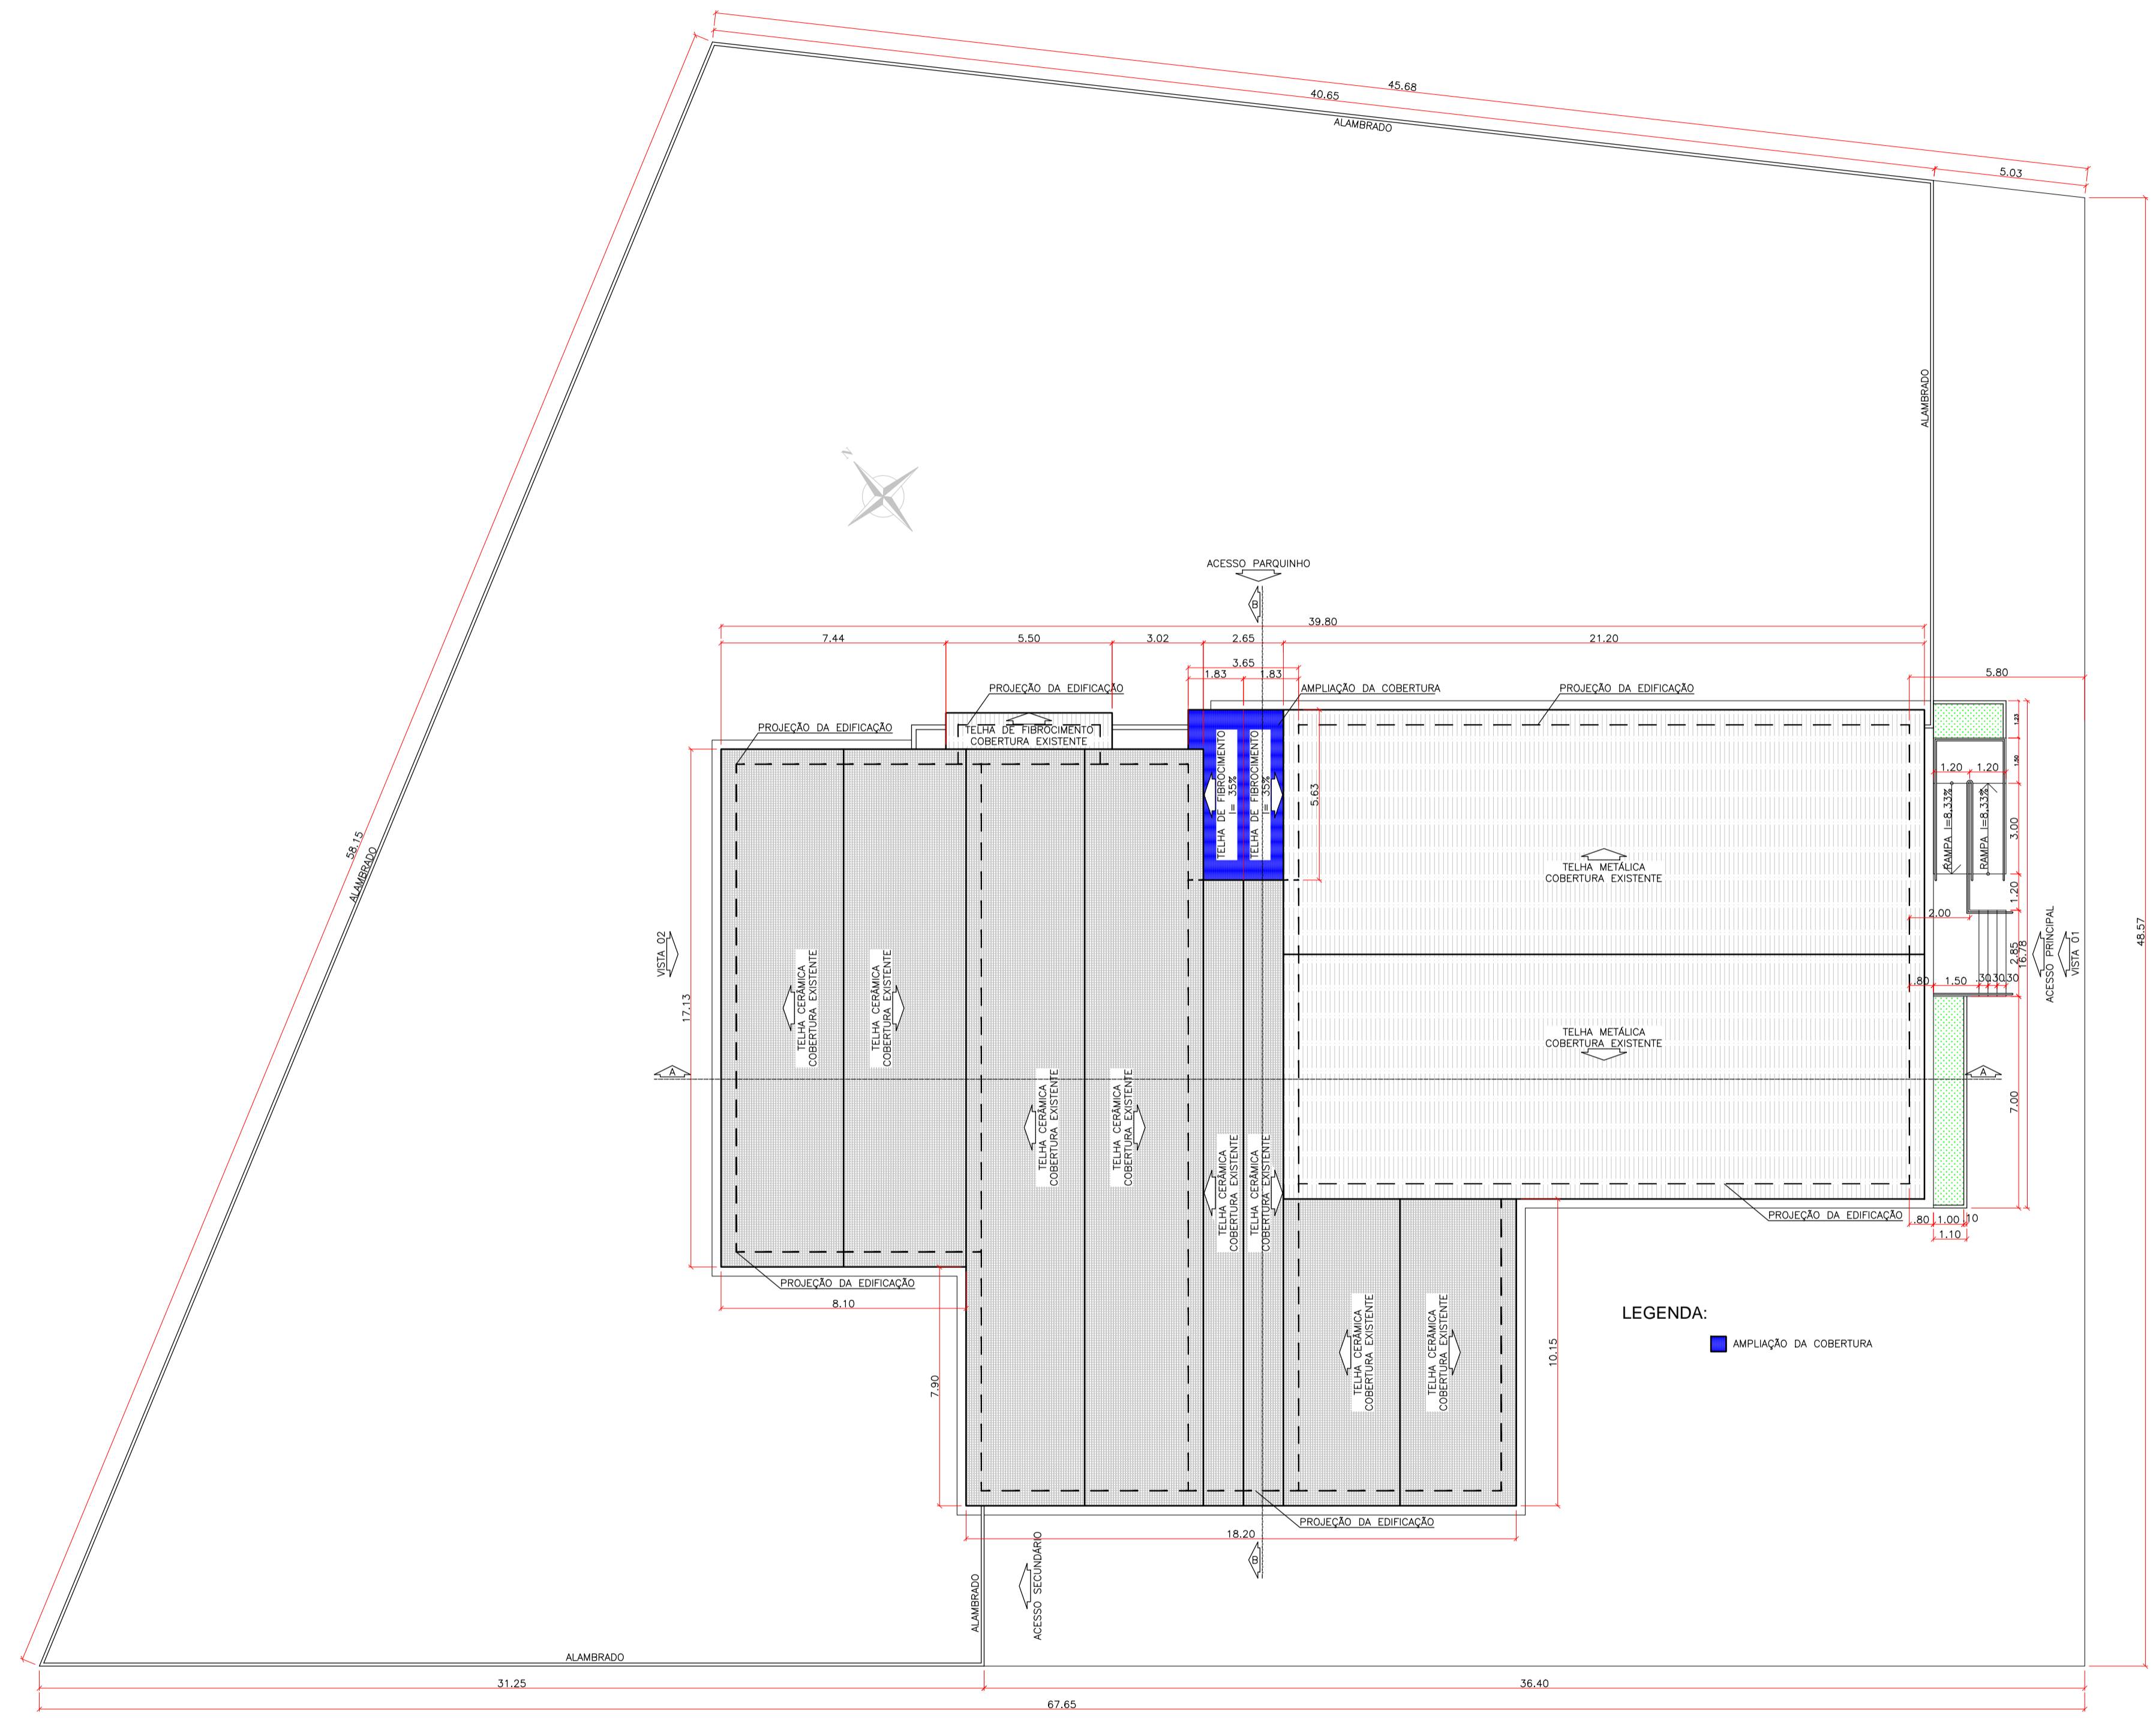 45.68
40.65
ALAMBRADO
5.03
58.15
ALAMBRADO
ALAMBRADO
N
ACESSO PARQUINHO
B
39.80
7.44
5.50
3.02
2.65
21.20
3.65
1.83
1.83
5.80
PROJEÇÃO DA EDIFICAÇÃO
AMPLIAÇÃO DA COBERTURA
PROJEÇÃO DA EDIFICAÇÃO
PROJEÇÃO DA EDIFICAÇÃO
TELHA DE FIBROCIMENTO
COBERTURA EXISTENTE
TELHA DE FIBROCIMENTO
I= 35%
TELHA DE FIBROCIMENTO
I= 35%
5.63
1.20
1.20
RAMPA I=8.33%
RAMPA I=8.33%
3.00
1.20
2.00
2.85
16.78
.80
1.50
.30
.30
.30
ACESSO PRINCIPAL
VISTA 01
48.57
TELHA METÁLICA
COBERTURA EXISTENTE
TELHA METÁLICA
COBERTURA EXISTENTE
VISTA 02
17.13
TELHA CERÂMICA
COBERTURA EXISTENTE
TELHA CERÂMICA
COBERTURA EXISTENTE
A
A
TELHA CERÂMICA
COBERTURA EXISTENTE
TELHA CERÂMICA
COBERTURA EXISTENTE
TELHA CERÂMICA
COBERTURA EXISTENTE
TELHA CERÂMICA
COBERTURA EXISTENTE
7.00
PROJEÇÃO DA EDIFICAÇÃO
.80
1.00
.10
1.10
PROJEÇÃO DA EDIFICAÇÃO
8.10
7.90
TELHA CERÂMICA
COBERTURA EXISTENTE
TELHA CERÂMICA
COBERTURA EXISTENTE
10.15
LEGENDA:
AMPLIAÇÃO DA COBERTURA
PROJEÇÃO DA EDIFICAÇÃO
18.20
B
ALAMBRADO
ACESSO SECUNDÁRIO
ALAMBRADO
31.25
36.40
67.65